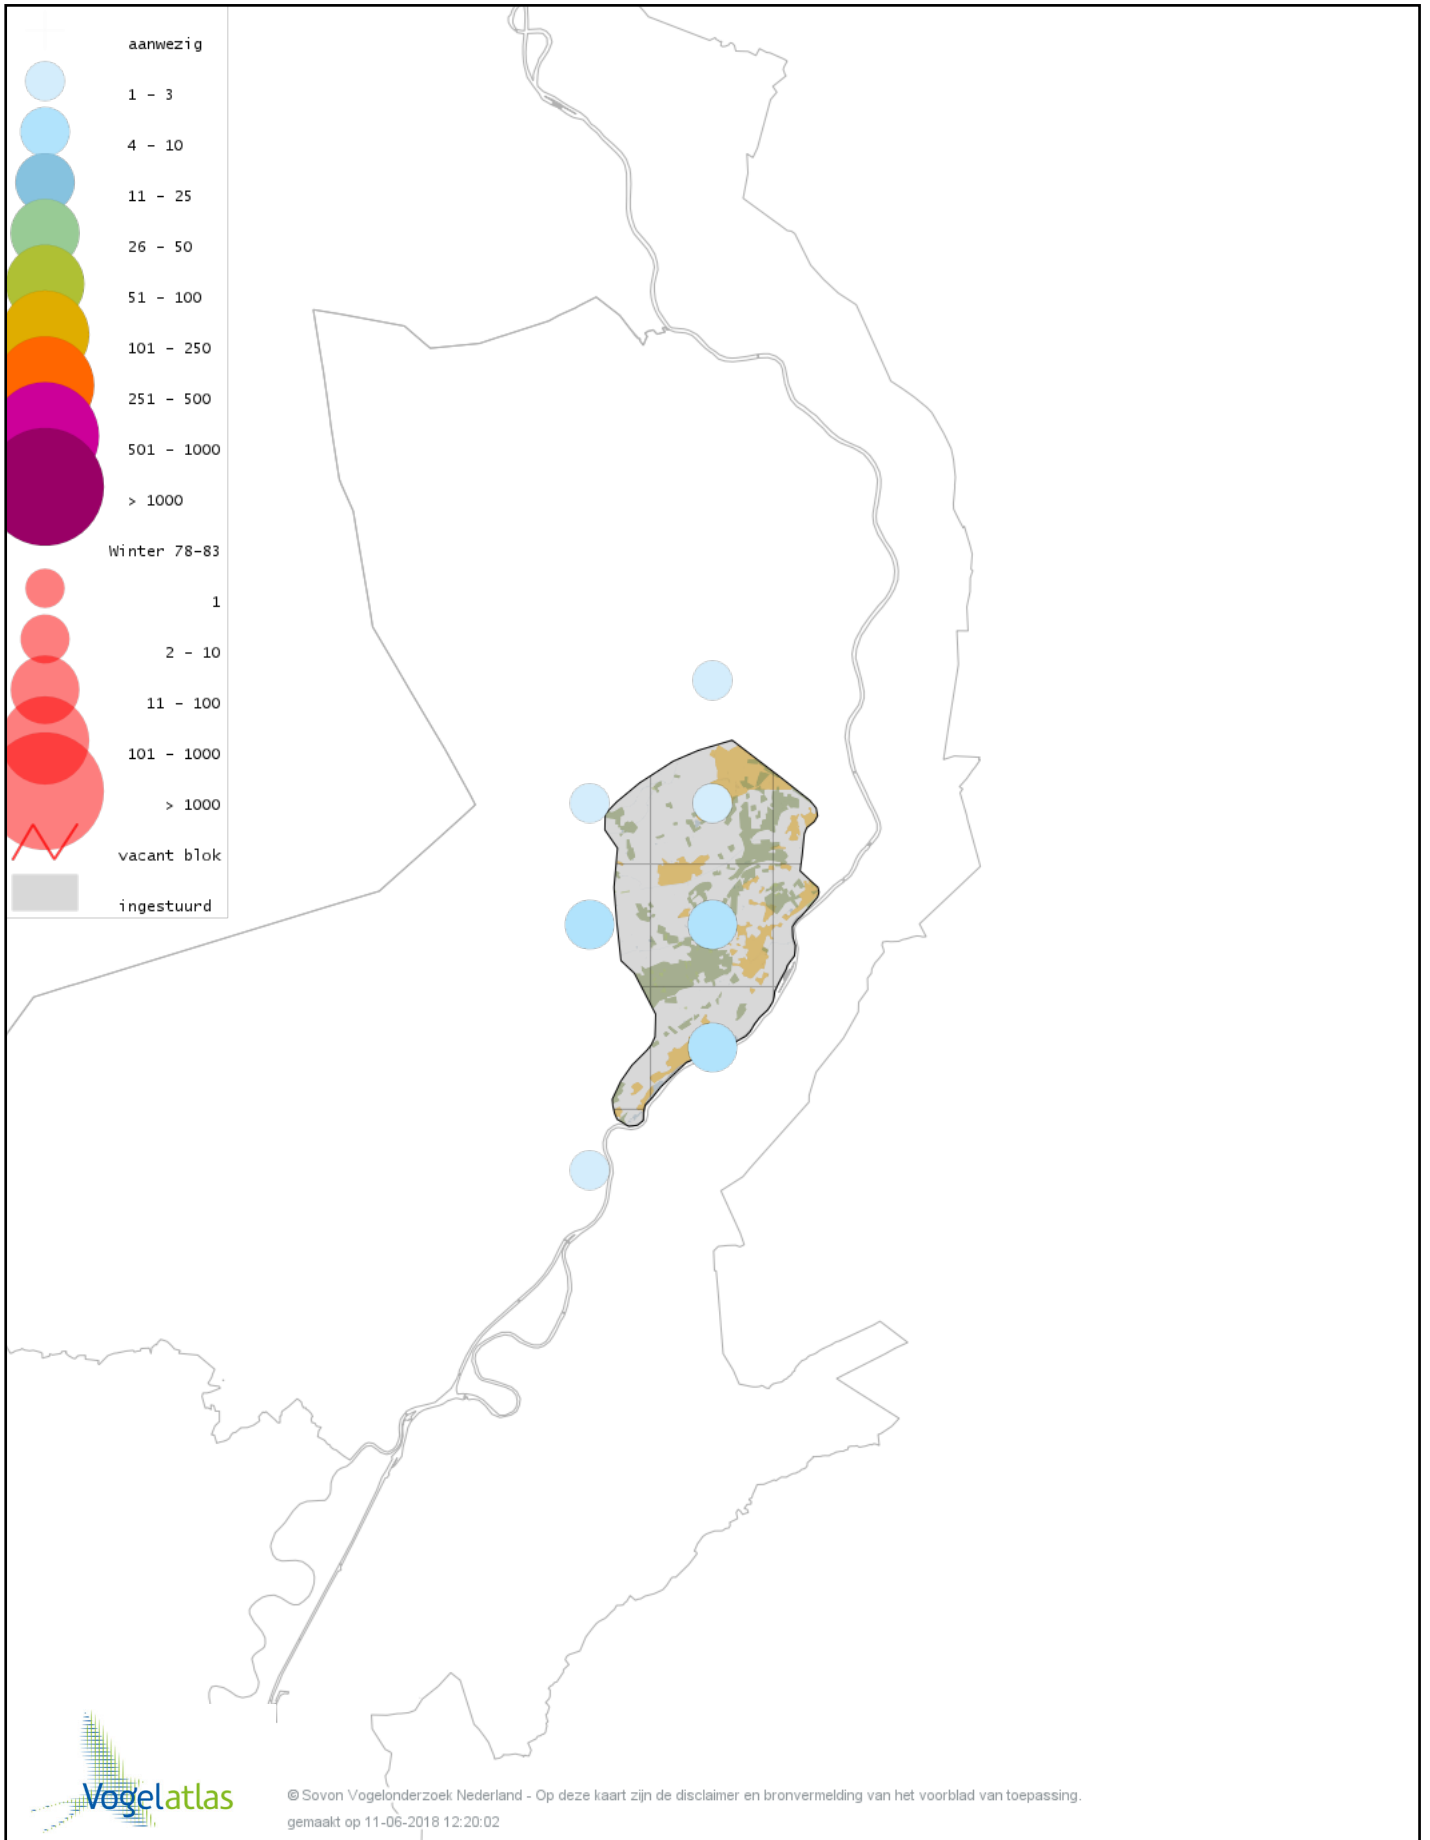 aanwezig
1 – 3
4 – 10
11 – 25
26 – 50
51 – 100
101 – 250
251 – 500
501 – 1000
> 1000
Winter 78-83
1
2 – 10
11 – 100
101 – 1000
> 1000
vacant blok
ingestuurd
Vogelatlas
© Sovon Vogelonderzoek Nederland - Op deze kaart zijn de disclaimer en bronvermelding van het voorblad van toepassing.
gemaakt op 11-06-2018 12:20:02